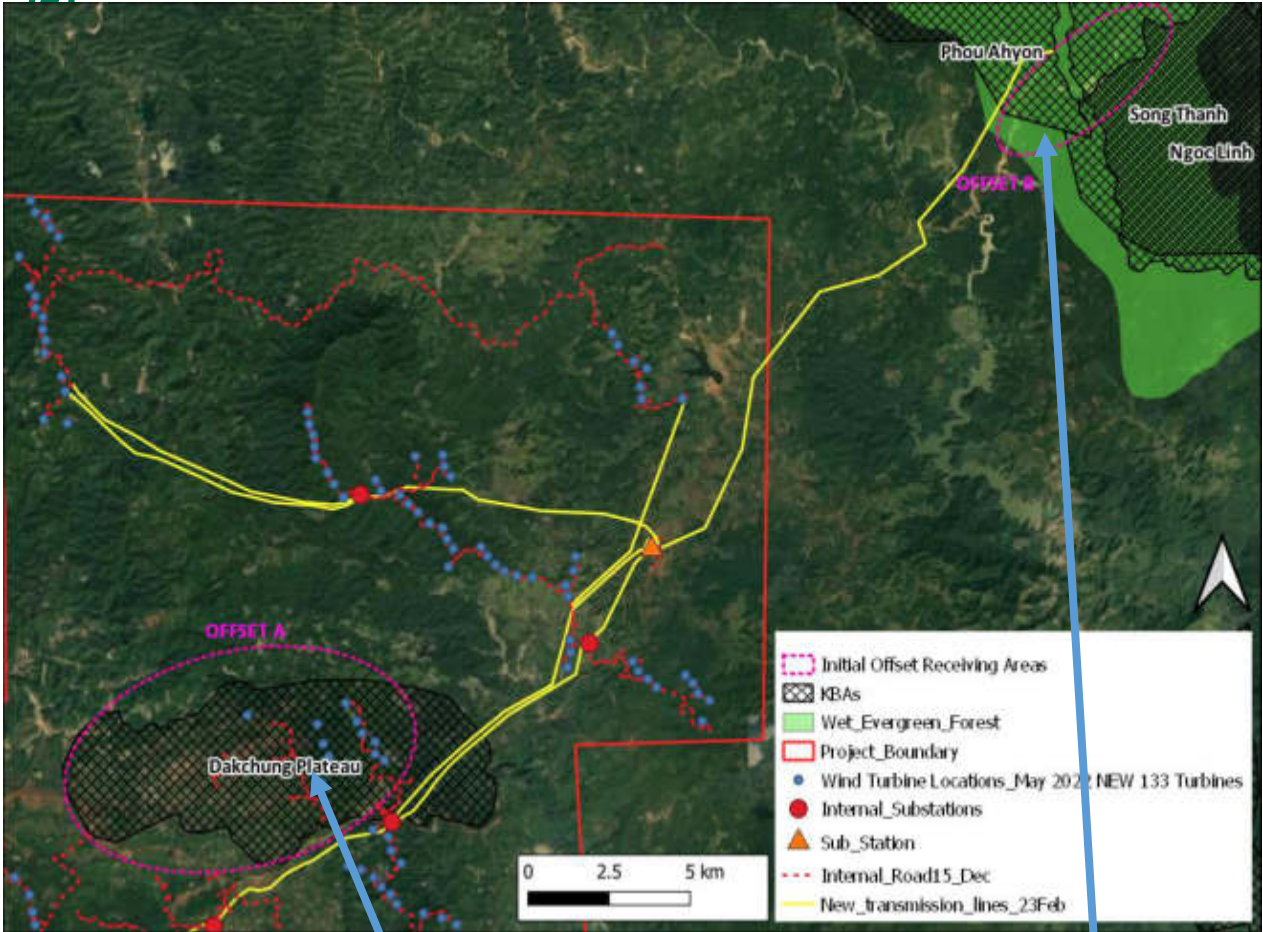 Phou Ahyon
Song Thanh
Ngoc Linh
OFFSET B
OFFSET A
Dakchung Plateau
Initial Offset Receiving Areas
KBAs
Wet_Evergreen_Forest
Project_Boundary
Wind Turbine Locations_May 2022 NEW 133 Turbines
Internal_Substations
Sub_Station
Internal_Road15_Dec
New_transmission_lines_23Feb
0 2.5 5 km